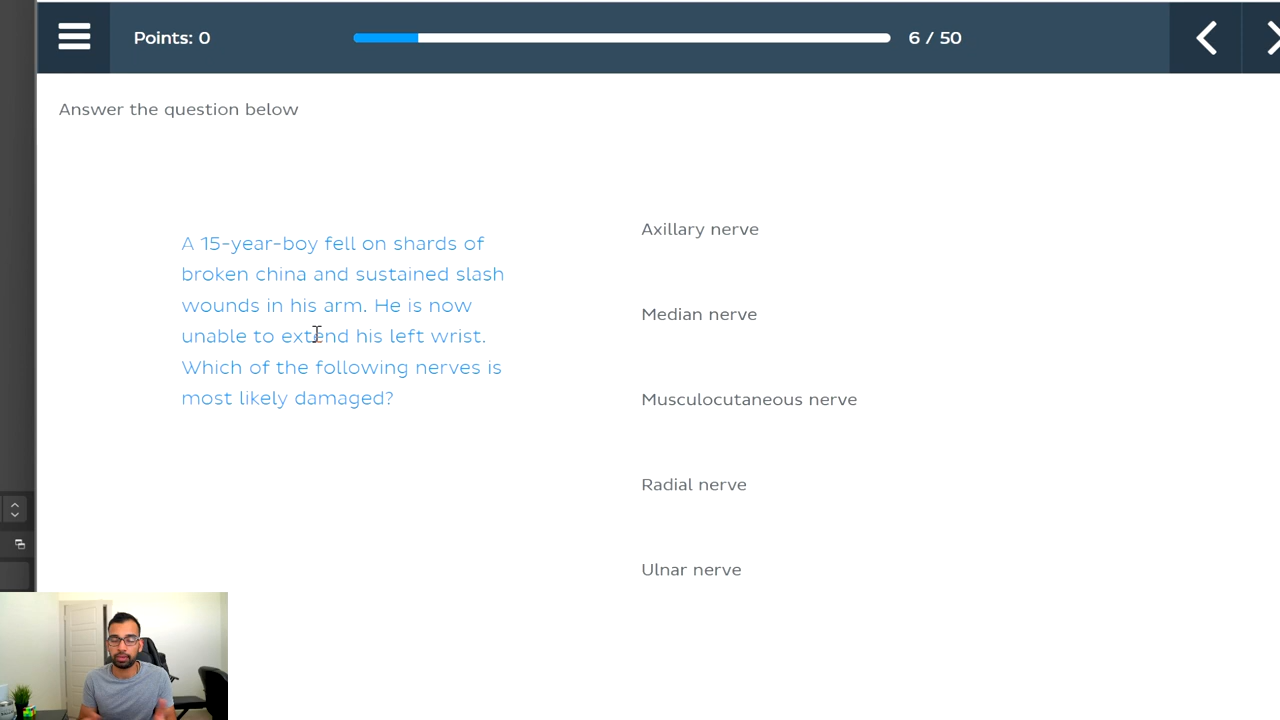 Points: 0
6 / 50
Answer the question below
A 15-year-boy fell on shards of
broken china and sustained slash
wounds in his arm. He is now
unable to extend his left wrist.
Which of the following nerves is
most likely damaged?
Axillary nerve
Median nerve
Musculocutaneous nerve
Radial nerve
Ulnar nerve